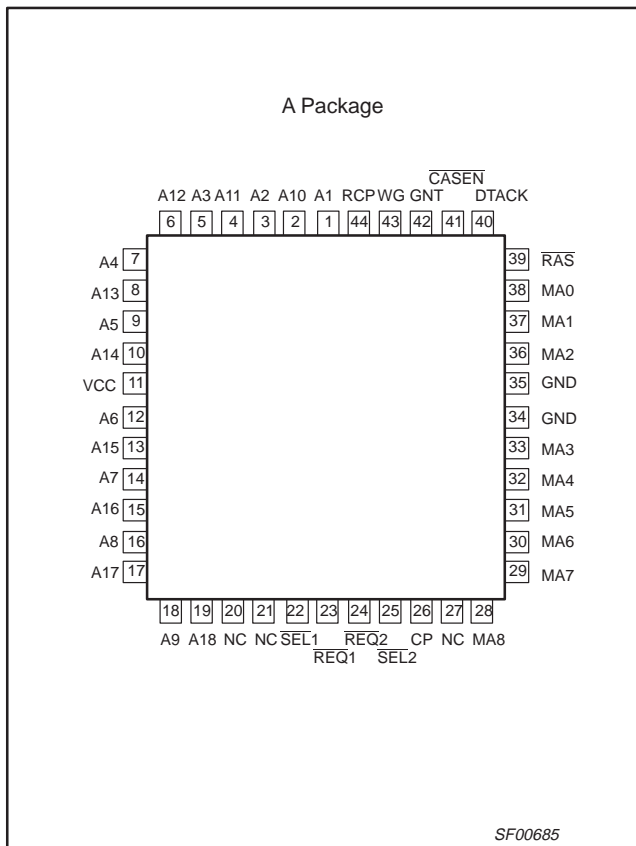 A Package
CASEN
A12 A3 A11 A2 A10 A1 RCP WG GNT DTACK
6 5 4 3 2 1 44 43 42 41 40
A4 7 39 RAS
A13 8 38 MA0
A5 9 37 MA1
A14 10 36 MA2
VCC 11 35 GND
A6 12 34 GND
A15 13 33 MA3
A7 14 32 MA4
A16 15 31 MA5
A8 16 30 MA6
A17 17 29 MA7
18 19 20 21 22 23 24 25 26 27 28
A9 A18 NC NC SEL1 REQ2 CP NC MA8
REQ1 SEL2
SF00685